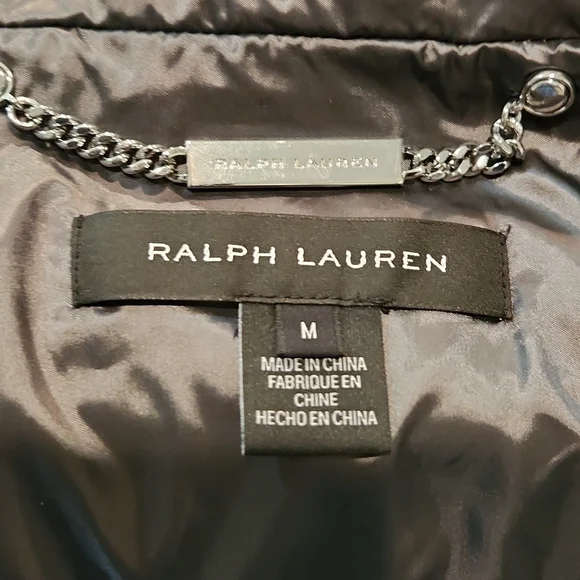 RALPH LAUREN
RALPH LAUREN
M
MADE IN CHINA
FABRIQUE EN
CHINE
HECHO EN CHINA